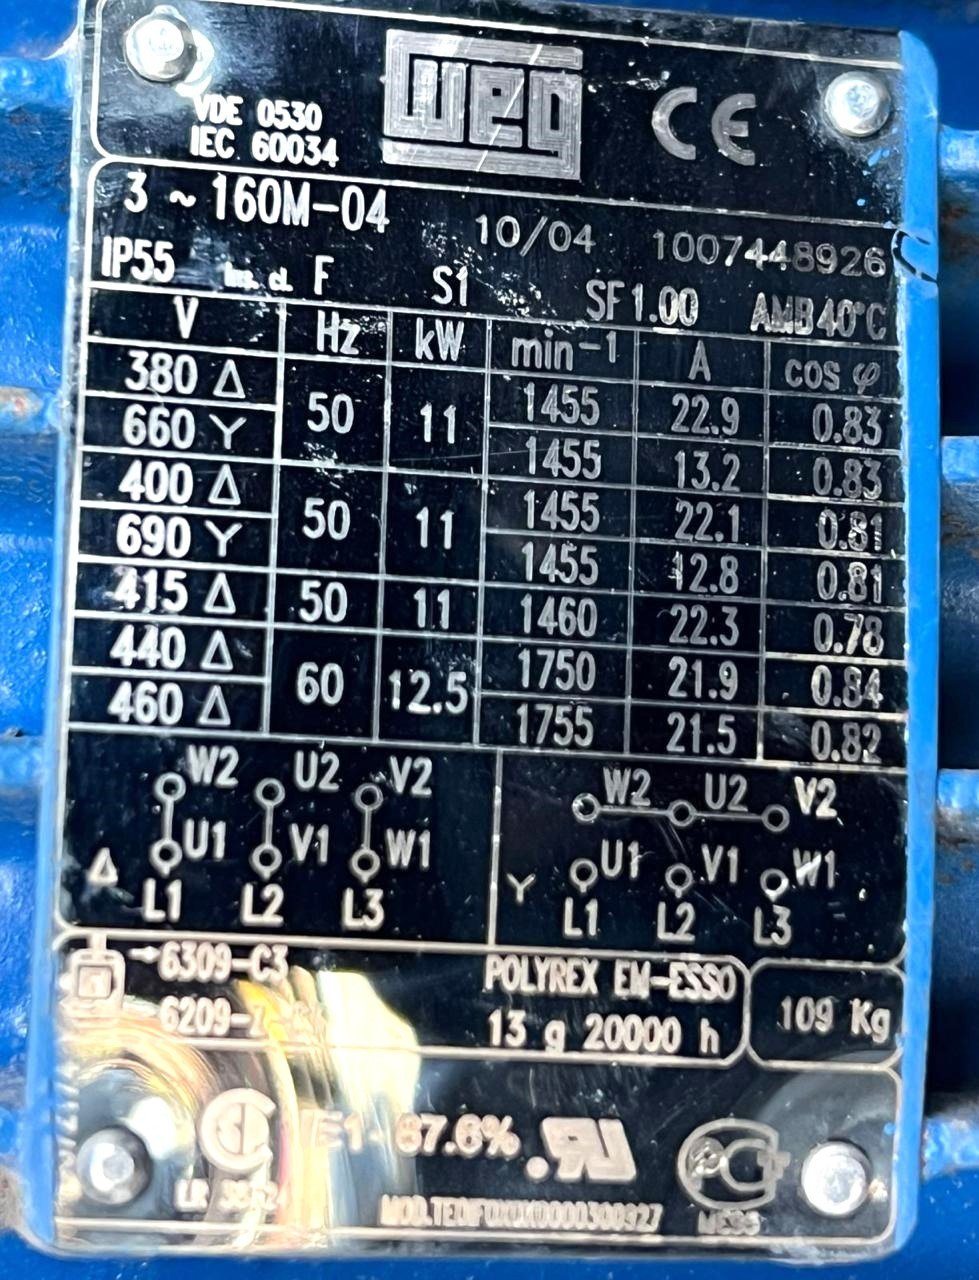 WEG
CE
VDE 0530
IEC 60034
3 ~ 160M-04 10/04 1007448926
IP55 Ins. cl. F S1 SF1.00 AMB40°C
V Hz kW min-1 A cos φ
380 Δ 50 11 1455 22.9 0.83
660 Y 1455 13.2 0.83
400 Δ 50 11 1455 22.1 0.81
690 Y 1455 12.8 0.81
415 Δ 50 11 1460 22.3 0.78
440 Δ 60 12.5 1750 21.9 0.84
460 Δ 1755 21.5 0.82
W2 U2 V2 W2 U2 V2
Δ U1 V1 W1 Y U1 V1 W1
L1 L2 L3 L1 L2 L3
6309-C3 POLYREX EM-ESSO
13 g 20000 h 109 Kg
87.6%